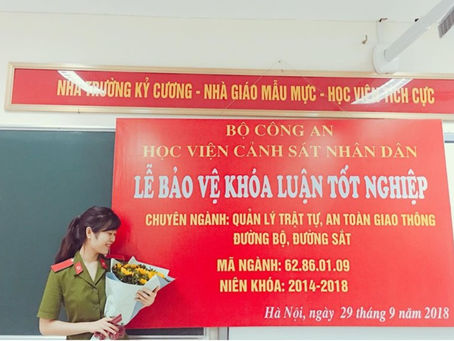 NHÀ TRƯỜNG KỶ CƯƠNG - NHÀ GIÁO MẪU MỰC - HỌC VIÊN TÍCH CỰC
BỘ CÔNG AN
HỌC VIỆN CẢNH SÁT NHÂN DÂN
LỄ BẢO VỆ KHÓA LUẬN TỐT NGHIỆP
CHUYÊN NGÀNH: QUẢN LÝ TRẬT TỰ, AN TOÀN GIAO THÔNG
ĐƯỜNG BỘ, ĐƯỜNG SẮT
MÃ NGÀNH: 62.86.01.09
NIÊN KHÓA: 2014-2018
Hà Nội, ngày 29 tháng 9 năm 2018